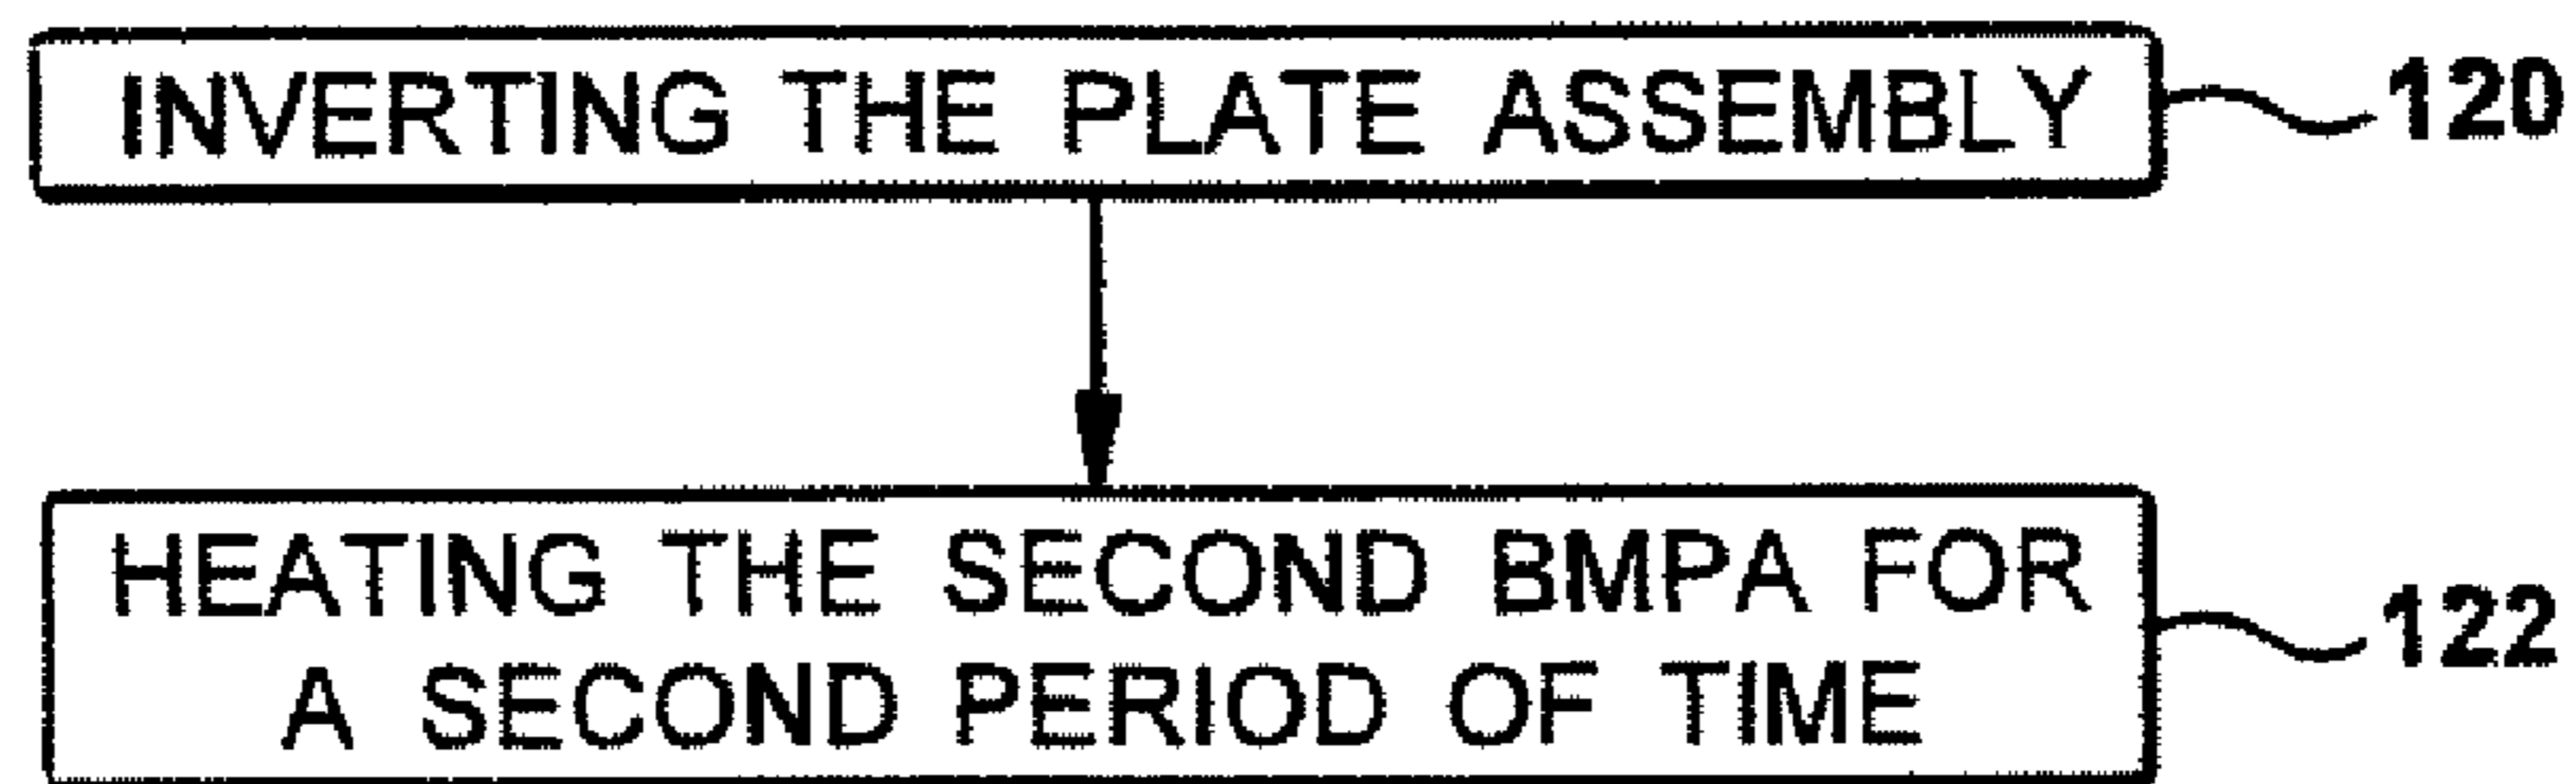 INVERTING THE PLATE ASSEMBLY
120
HEATING THE SECOND BMPA FOR
A SECOND PERIOD OF TIME
122